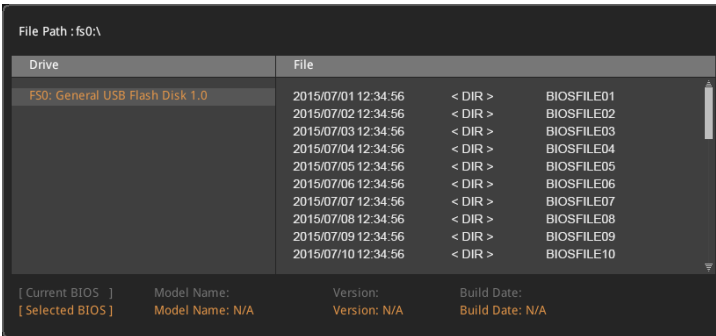 File Path : fs0:\
Drive File
FS0: General USB Flash Disk 1.0
2015/07/01 12:34:56 < DIR > BIOSFILE01
2015/07/02 12:34:56 < DIR > BIOSFILE02
2015/07/03 12:34:56 < DIR > BIOSFILE03
2015/07/04 12:34:56 < DIR > BIOSFILE04
2015/07/05 12:34:56 < DIR > BIOSFILE05
2015/07/06 12:34:56 < DIR > BIOSFILE06
2015/07/07 12:34:56 < DIR > BIOSFILE07
2015/07/08 12:34:56 < DIR > BIOSFILE08
2015/07/09 12:34:56 < DIR > BIOSFILE09
2015/07/10 12:34:56 < DIR > BIOSFILE10
[ Current BIOS ] Model Name: Version: Build Date:
[ Selected BIOS ] Model Name: N/A Version: N/A Build Date: N/A